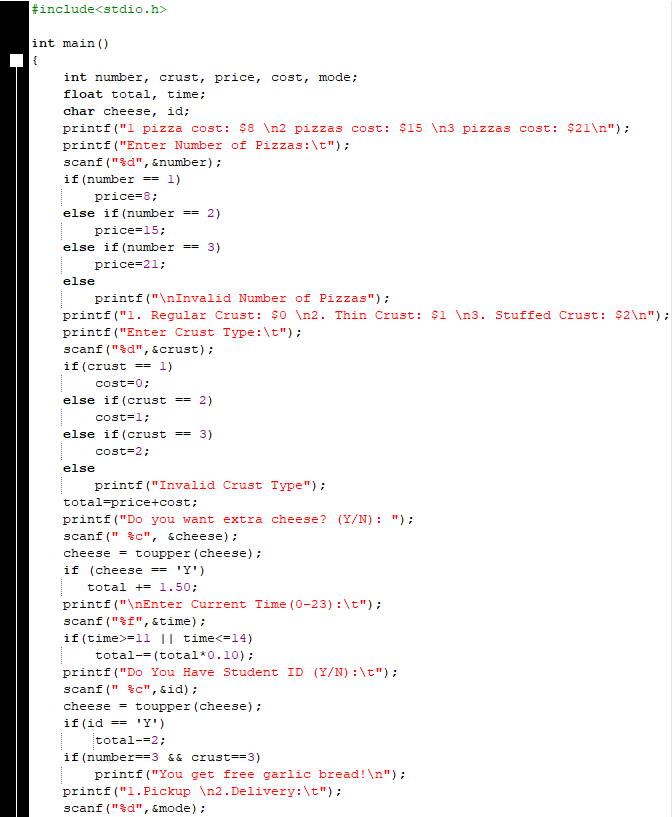 #include<stdio.h>
int main()
{
int number, crust, price, cost, mode;
float total, time;
char cheese, id;
printf("1 pizza cost: $8 \n2 pizzas cost: $15 \n3 pizzas cost: $21\n");
printf("Enter Number of Pizzas:\t");
scanf("%d",&number);
if(number == 1)
price=8;
else if(number == 2)
price=15;
else if(number == 3)
price=21;
else
printf("\nInvalid Number of Pizzas");
printf("1. Regular Crust: $0 \n2. Thin Crust: $1 \n3. Stuffed Crust: $2\n");
printf("Enter Crust Type:\t");
scanf("%d",&crust);
if(crust == 1)
cost=0;
else if(crust == 2)
cost=1;
else if(crust == 3)
cost=2;
else
printf("Invalid Crust Type");
total=price+cost;
printf("Do you want extra cheese? (Y/N): ");
scanf(" %c", &cheese);
cheese = toupper(cheese);
if (cheese == 'Y')
total += 1.50;
printf("\nEnter Current Time(0-23):\t");
scanf("%f",&time);
if(time>=11 || time<=14)
total-=(total*0.10);
printf("Do You Have Student ID (Y/N):\t");
scanf(" %c",&id);
cheese = toupper(cheese);
if(id == 'Y')
total-=2;
if(number==3 && crust==3)
printf("You get free garlic bread!\n");
printf("1.Pickup \n2.Delivery:\t");
scanf("%d",&mode);